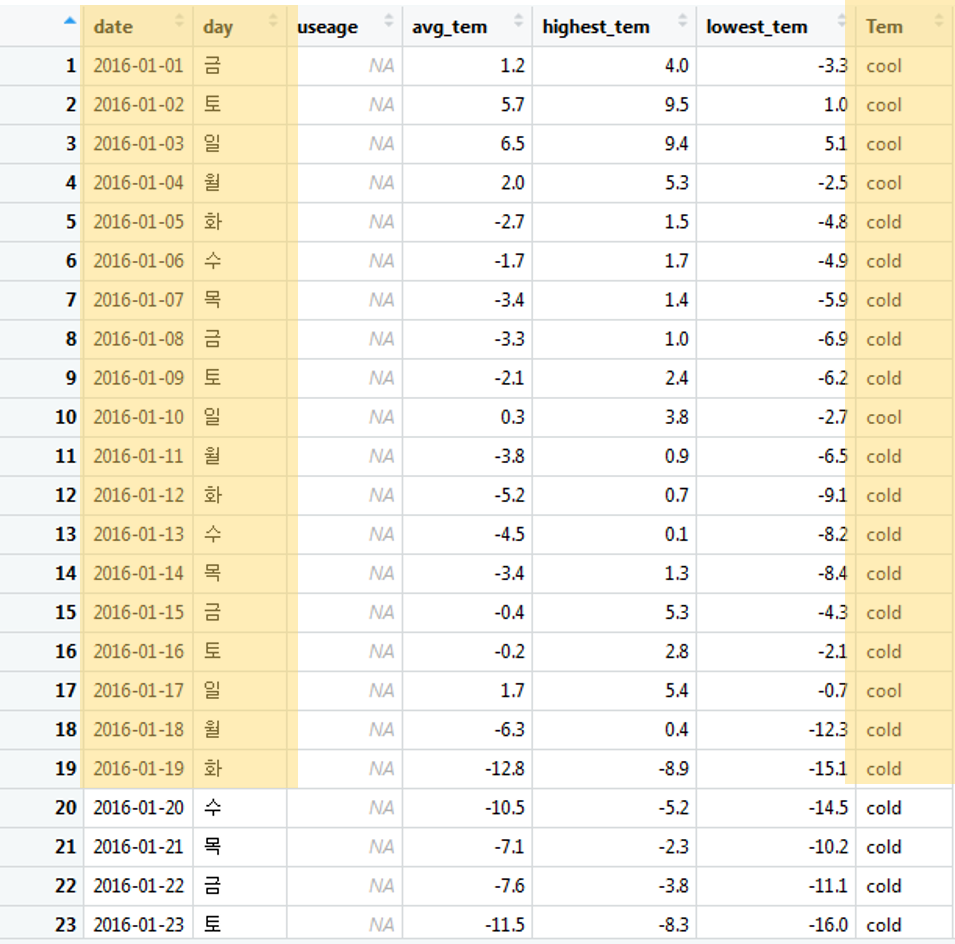 date day useage avg_tem highest_tem lowest_tem Tem
1 2016-01-01 금 NA 1.2 4.0 -3.3 cool
2 2016-01-02 토 NA 5.7 9.5 1.0 cool
3 2016-01-03 일 NA 6.5 9.4 5.1 cool
4 2016-01-04 월 NA 2.0 5.3 -2.5 cool
5 2016-01-05 화 NA -2.7 1.5 -4.8 cold
6 2016-01-06 수 NA -1.7 1.7 -4.9 cold
7 2016-01-07 목 NA -3.4 1.4 -5.9 cold
8 2016-01-08 금 NA -3.3 1.0 -6.9 cold
9 2016-01-09 토 NA -2.1 2.4 -6.2 cold
10 2016-01-10 일 NA 0.3 3.8 -2.7 cool
11 2016-01-11 월 NA -3.8 0.9 -6.5 cold
12 2016-01-12 화 NA -5.2 0.7 -9.1 cold
13 2016-01-13 수 NA -4.5 0.1 -8.2 cold
14 2016-01-14 목 NA -3.4 1.3 -8.4 cold
15 2016-01-15 금 NA -0.4 5.3 -4.3 cold
16 2016-01-16 토 NA -0.2 2.8 -2.1 cold
17 2016-01-17 일 NA 1.7 5.4 -0.7 cool
18 2016-01-18 월 NA -6.3 0.4 -12.3 cold
19 2016-01-19 화 NA -12.8 -8.9 -15.1 cold
20 2016-01-20 수 NA -10.5 -5.2 -14.5 cold
21 2016-01-21 목 NA -7.1 -2.3 -10.2 cold
22 2016-01-22 금 NA -7.6 -3.8 -11.1 cold
23 2016-01-23 토 NA -11.5 -8.3 -16.0 cold